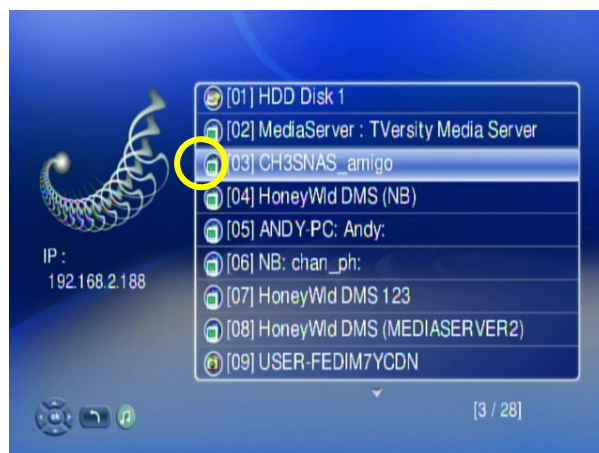 [01] HDD Disk 1
[02] MediaServer : TVersity Media Server
[03] CH3SNAS_amigo
[04] HoneyWld DMS (NB)
[05] ANDY-PC: Andy:
[06] NB: chan_ph:
[07] HoneyWld DMS 123
[08] HoneyWld DMS (MEDIASERVER2)
[09] USER-FEDIM7YCDN
IP :
192.168.2.188
ok
[3 / 28]